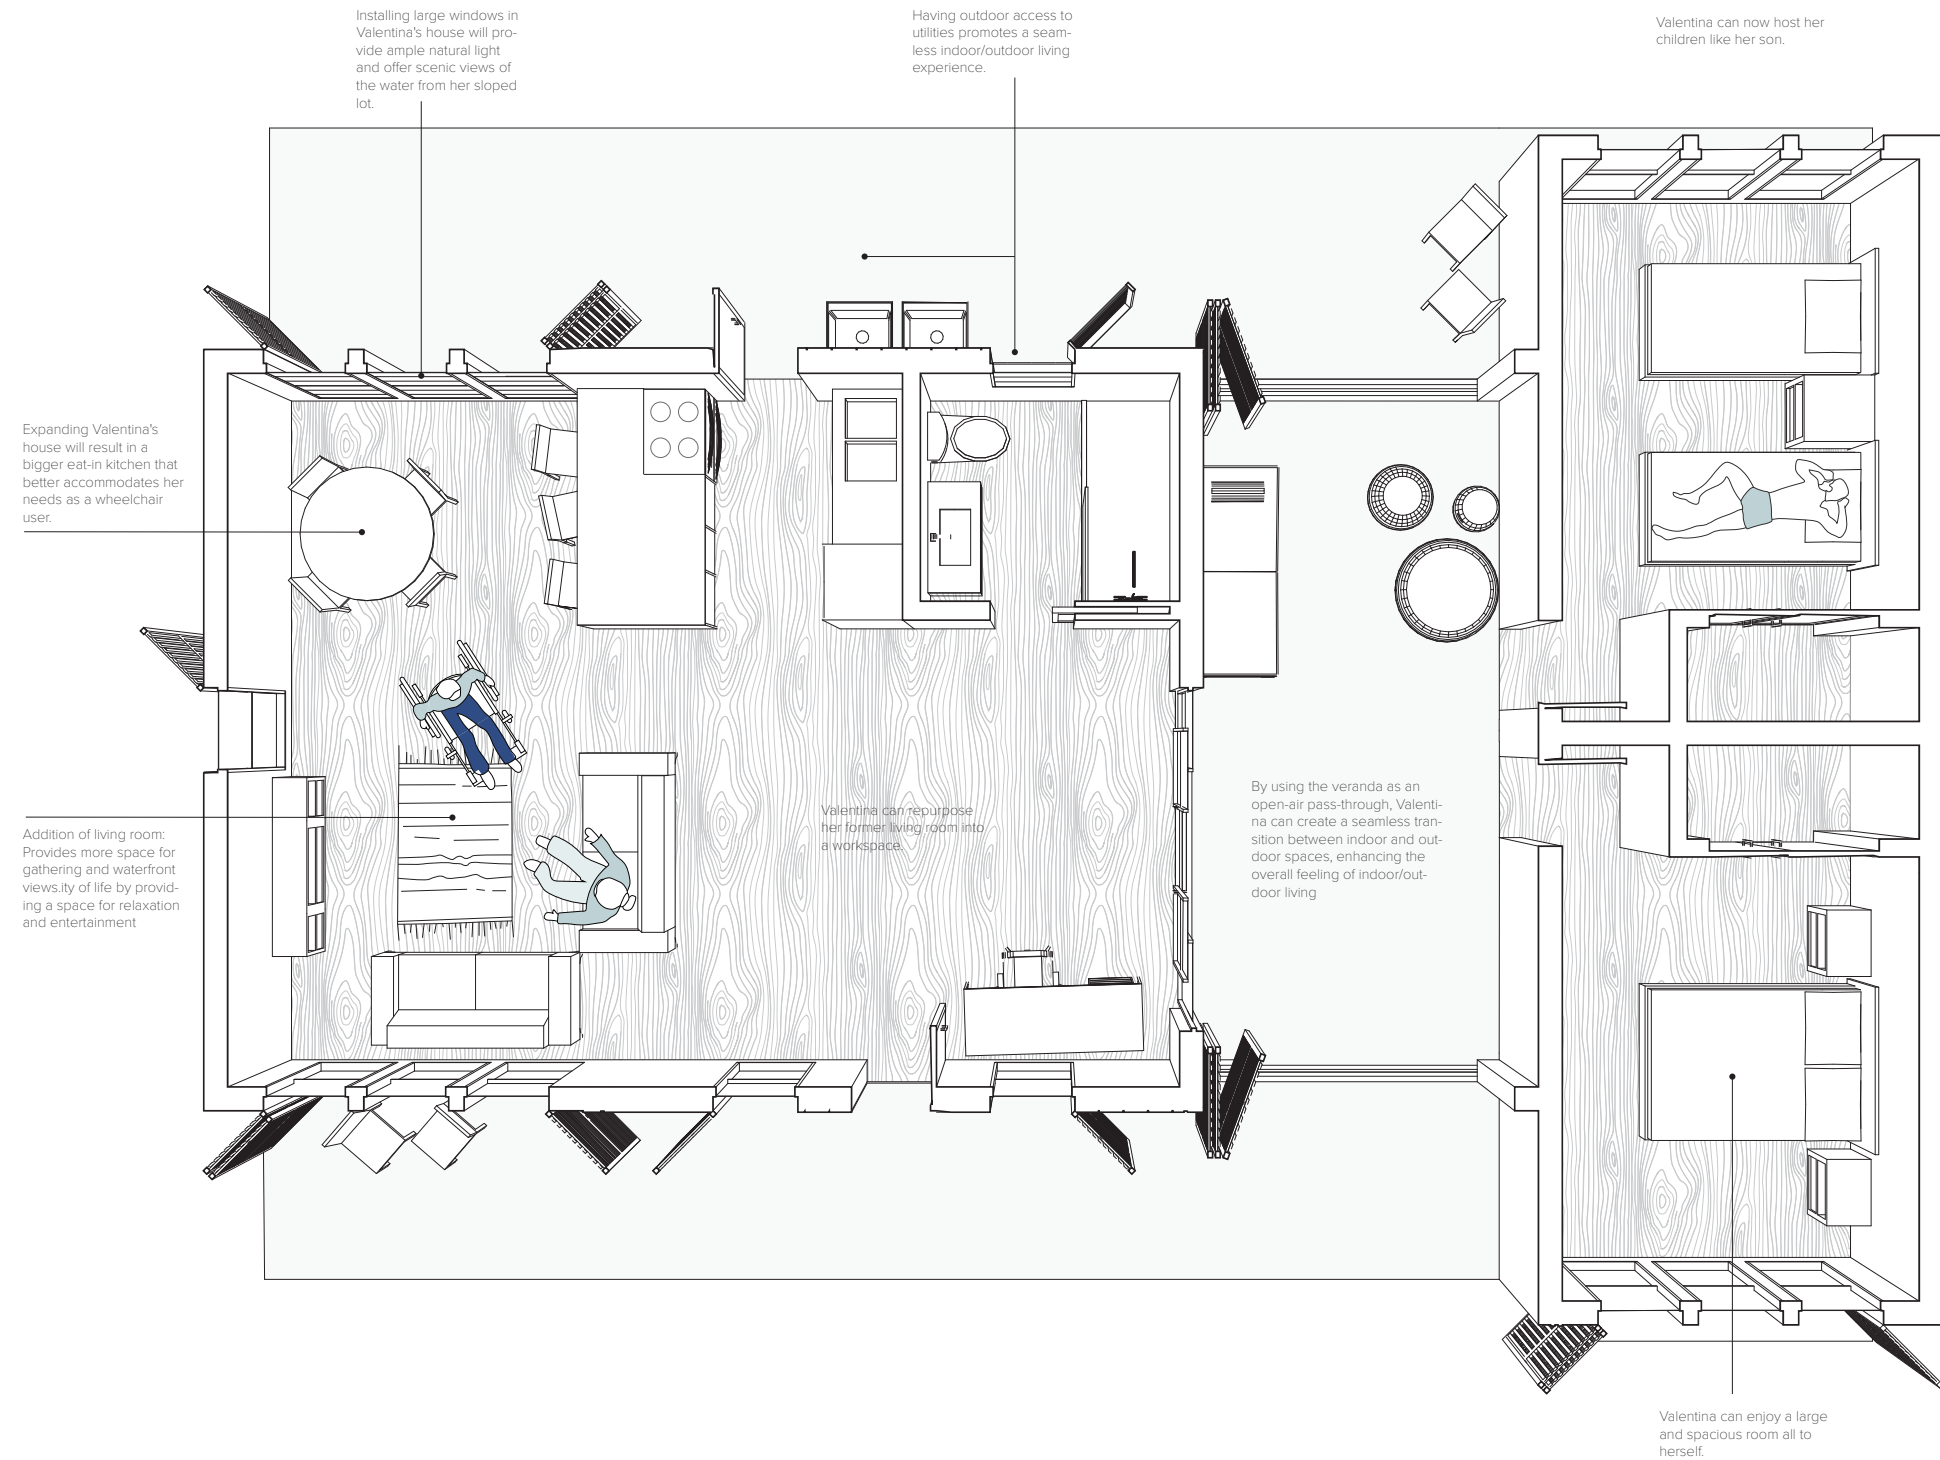 Installing large windows in
Valentina's house will pro-
vide ample natural light
and offer scenic views of
the water from her sloped
lot.
Having outdoor access to
utilities promotes a seam-
less indoor/outdoor living
experience.
Valentina can now host her
children like her son.
Expanding Valentina's
house will result in a
bigger eat-in kitchen that
better accommodates her
needs as a wheelchair
user.
Addition of living room:
Provides more space for
gathering and waterfront
views.ity of life by provid-
ing a space for relaxation
and entertainment
Valentina can repurpose
her former living room into
a workspace.
By using the veranda as an
open-air pass-through, Valenti-
na can create a seamless tran-
sition between indoor and out-
door spaces, enhancing the
overall feeling of indoor/out-
door living
Valentina can enjoy a large
and spacious room all to
herself.